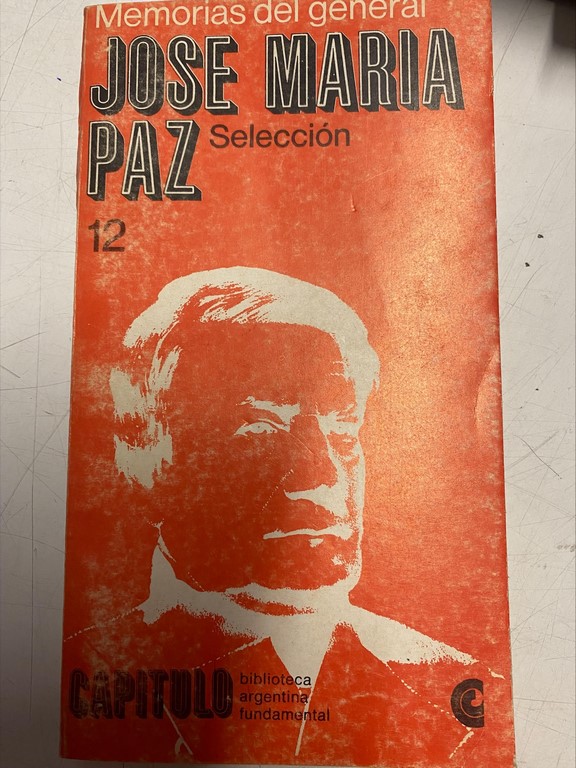 Memorias del general
JOSE MARIA
PAZ Selección
12
CAPITULO biblioteca
argentina
fundamental